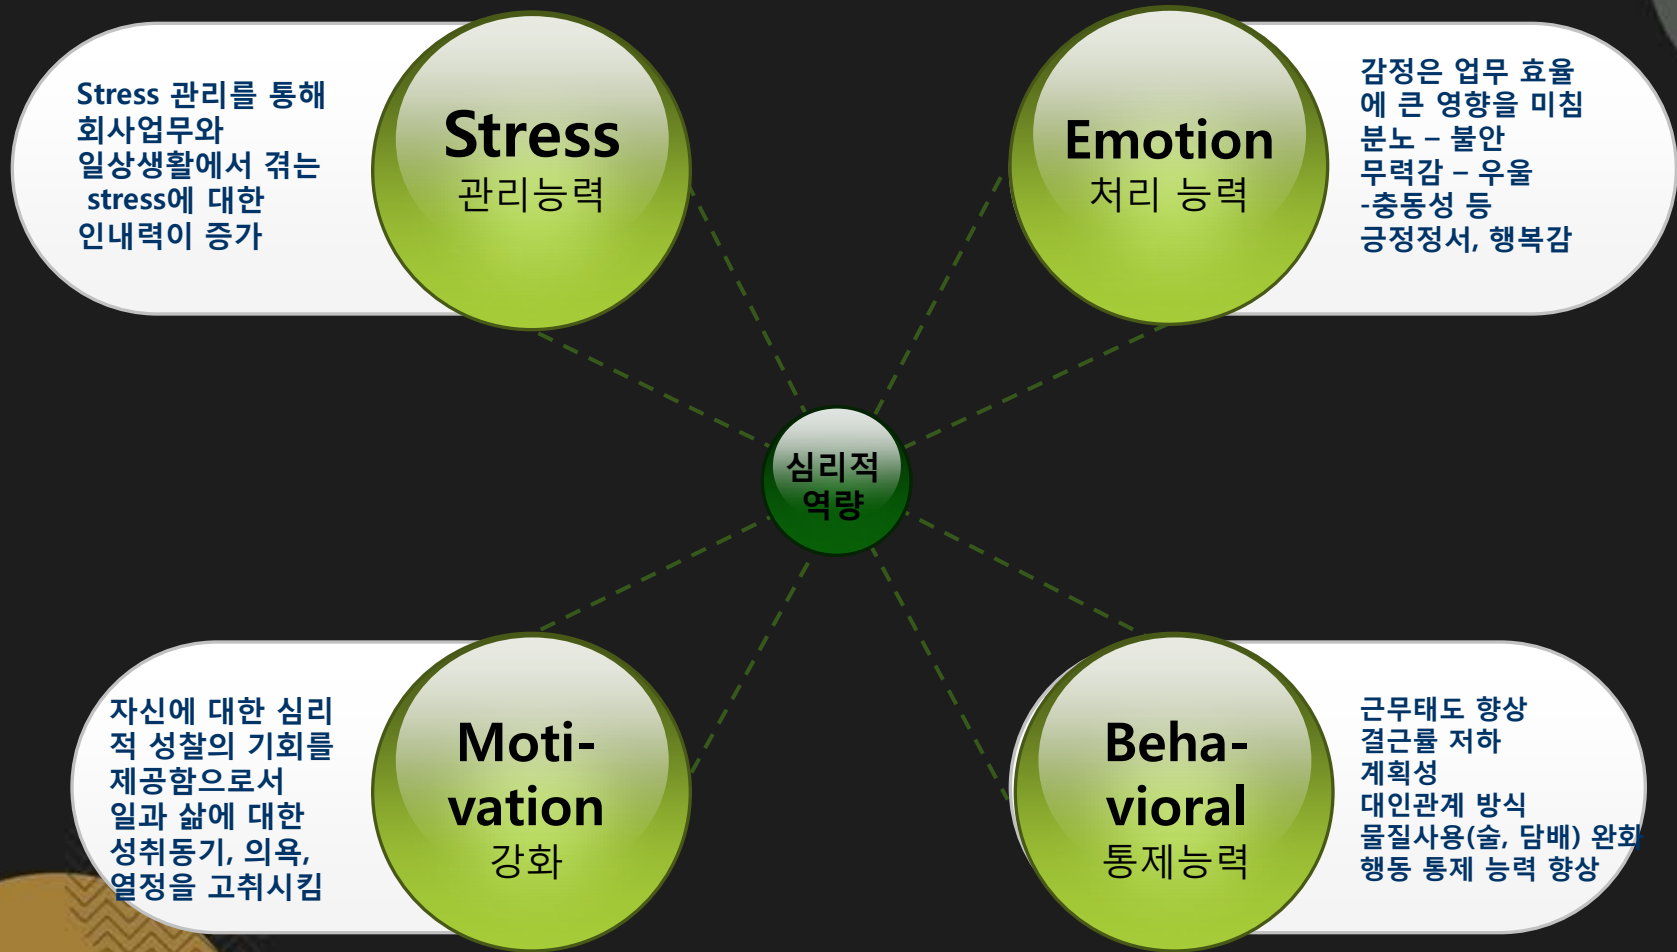 Stress 관리를 통해
회사업무와
일상생활에서 겪는
stress에 대한
인내력이 증가
Stress
관리능력
Emotion
처리 능력
감정은 업무 효율
에 큰 영향을 미침
분노 – 불안
무력감 – 우울
-충동성 등
긍정정서, 행복감
심리적
역량
자신에 대한 심리
적 성찰의 기회를
제공함으로서
일과 삶에 대한
성취동기, 의욕,
열정을 고취시킴
Moti-
vation
강화
Beha-
vioral
통제능력
근무태도 향상
결근률 저하
계획성
대인관계 방식
물질사용(술, 담배) 완화
행동 통제 능력 향상